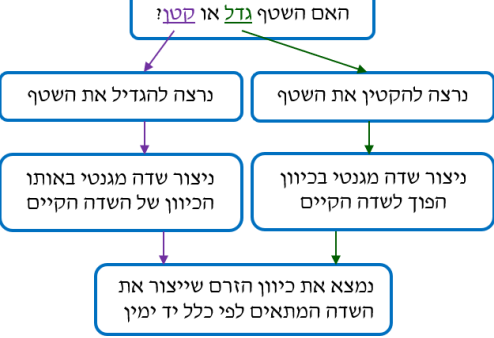 האם השטף גדל או קטן?
נרצה להקטין את השטף
נרצה להגדיל את השטף
ניצור שדה מגנטי בכיוון
הפוך לשדה הקיים
ניצור שדה מגנטי באותו
הכיוון של השדה הקיים
נמצא את כיוון הזרם שייצור את
השדה המתאים לפי כלל יד ימין